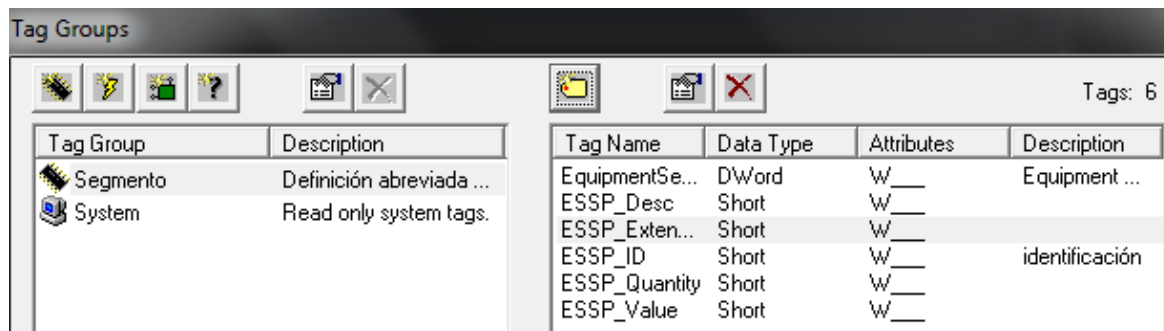 Tag Groups
Tags: 6
Tag Group Description
Segmento Definición abreviada ...
System Read only system tags.
Tag Name Data Type Attributes Description
EquipmentSe... DWord W___ Equipment ...
ESSP_Desc Short W___
ESSP_Exten... Short W___
ESSP_ID Short W___ identificación
ESSP_Quantity Short W___
ESSP_Value Short W___